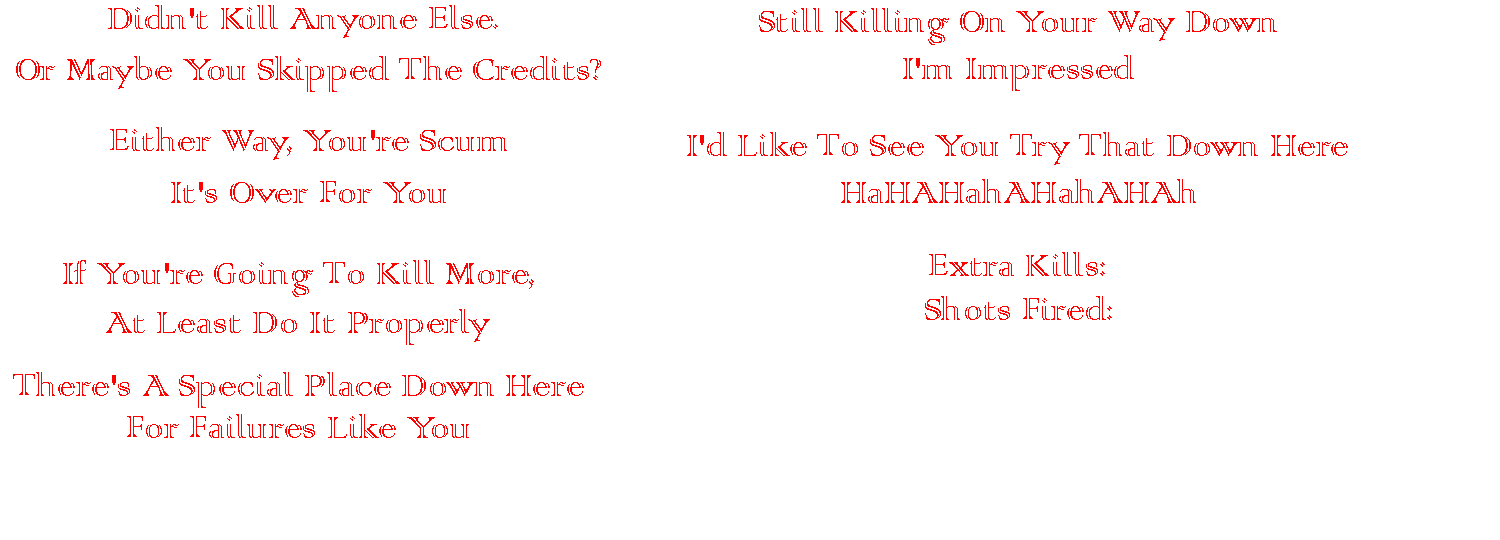 Didn't Kill Anyone Else.
Or Maybe You Skipped The Credits?
Either Way, You're Scum
It's Over For You
If You're Going To Kill More,
At Least Do It Properly
There's A Special Place Down Here
For Failures Like You
Still Killing On Your Way Down
I'm Impressed
I'd Like To See You Try That Down Here
HaHAHahAHahAHAh
Extra Kills:
Shots Fired: